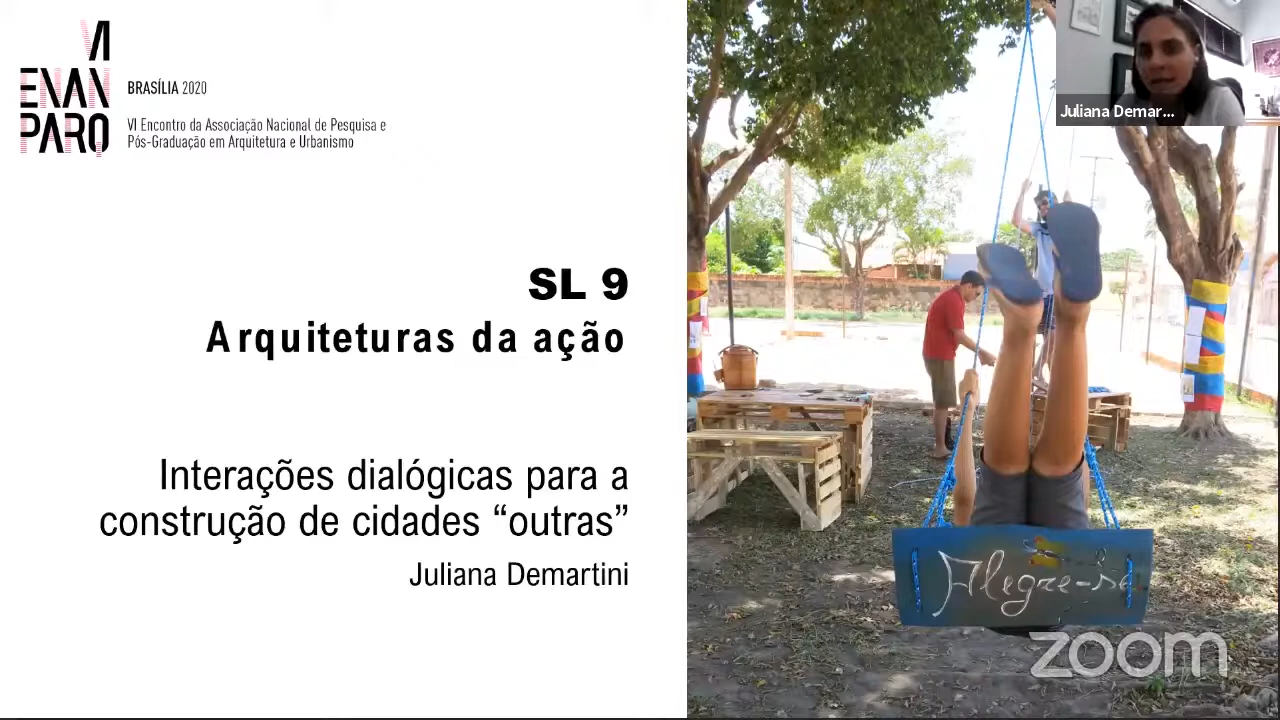 VI
ENAN
PARQ
BRASÍLIA 2020
VI Encontro da Associação Nacional de Pesquisa e
Pós-Graduação em Arquitetura e Urbanismo
SL 9
Arquiteturas da ação
Interações dialógicas para a
construção de cidades “outras”
Juliana Demartini
Juliana Demar...
Alegre-se
zoom